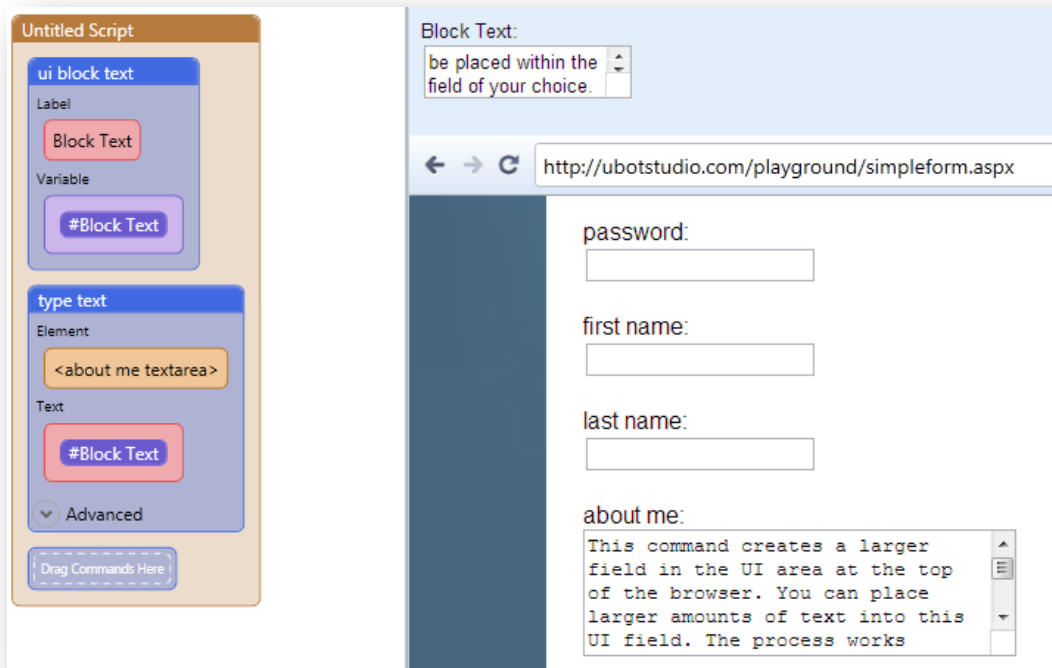 Untitled Script
ui block text
Label
Block Text
Variable
#Block Text
type text
Element
<about me textarea>
Text
#Block Text
Advanced
Drag Commands Here
Block Text:
be placed within the
field of your choice.
http://ubotstudio.com/playground/simpleform.aspx
password:
first name:
last name:
about me:
This command creates a larger
field in the UI area at the top
of the browser. You can place
larger amounts of text into this
UI field. The process works